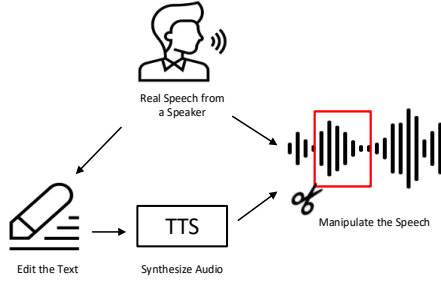 Real Speech from
a Speaker
TTS
Manipulate the Speech
Edit the Text
Synthesize Audio